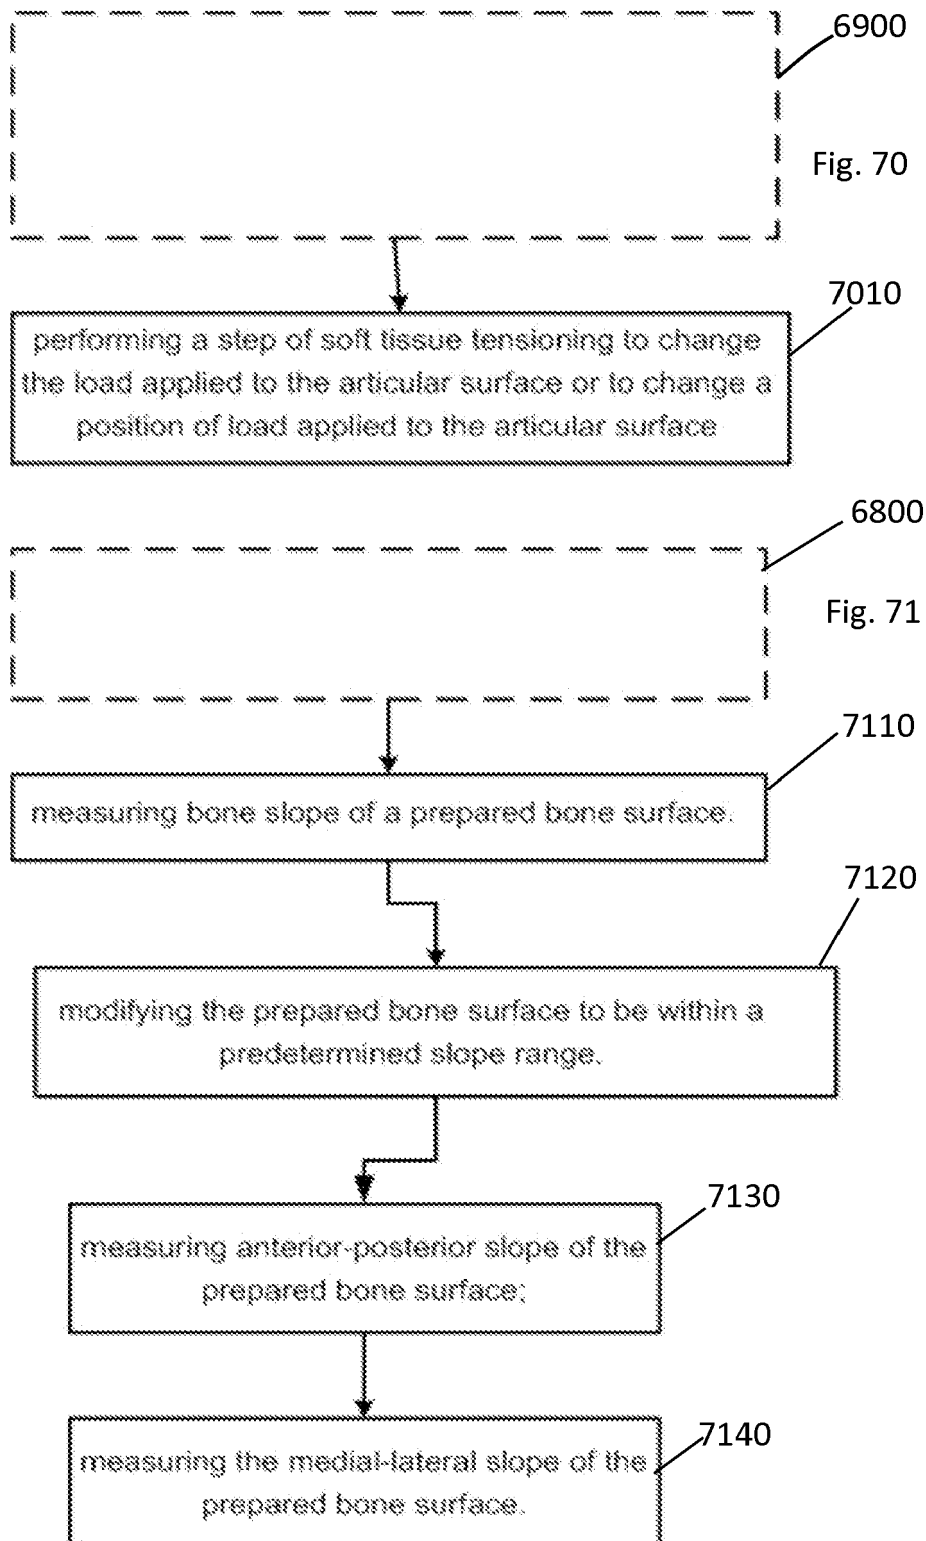 6900
Fig. 70
7010
performing a step of soft tissue tensioning to change
the load applied to the articular surface or to change a
position of load applied to the articular surface
6800
Fig. 71
7110
measuring bone slope of a prepared bone surface.
7120
modifying the prepared bone surface to be within a
predetermined slope range.
7130
measuring anterior-posterior slope of the
prepared bone surface;
7140
measuring the medial-lateral slope of the
prepared bone surface.